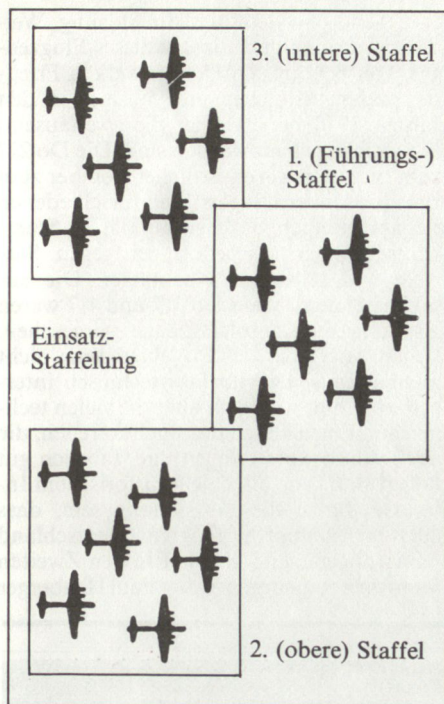 3. (untere) Staffel
1. (Führungs-)
Staffel
Einsatz-
Staffelung
2. (obere) Staffel